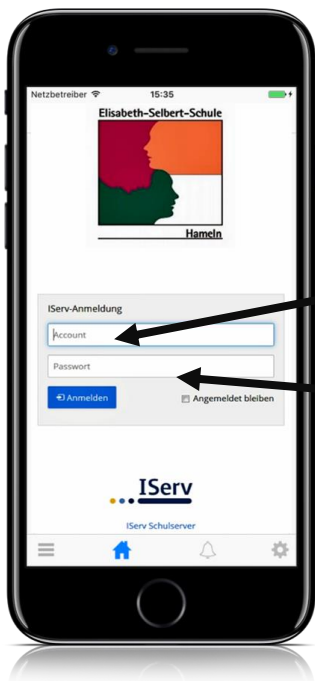 Netzbetreiber 15:35
Elisabeth-Selbert-Schule
Hameln
IServ-Anmeldung
Account
Passwort
Anmelden Angemeldet bleiben
IServ
IServ Schulserver